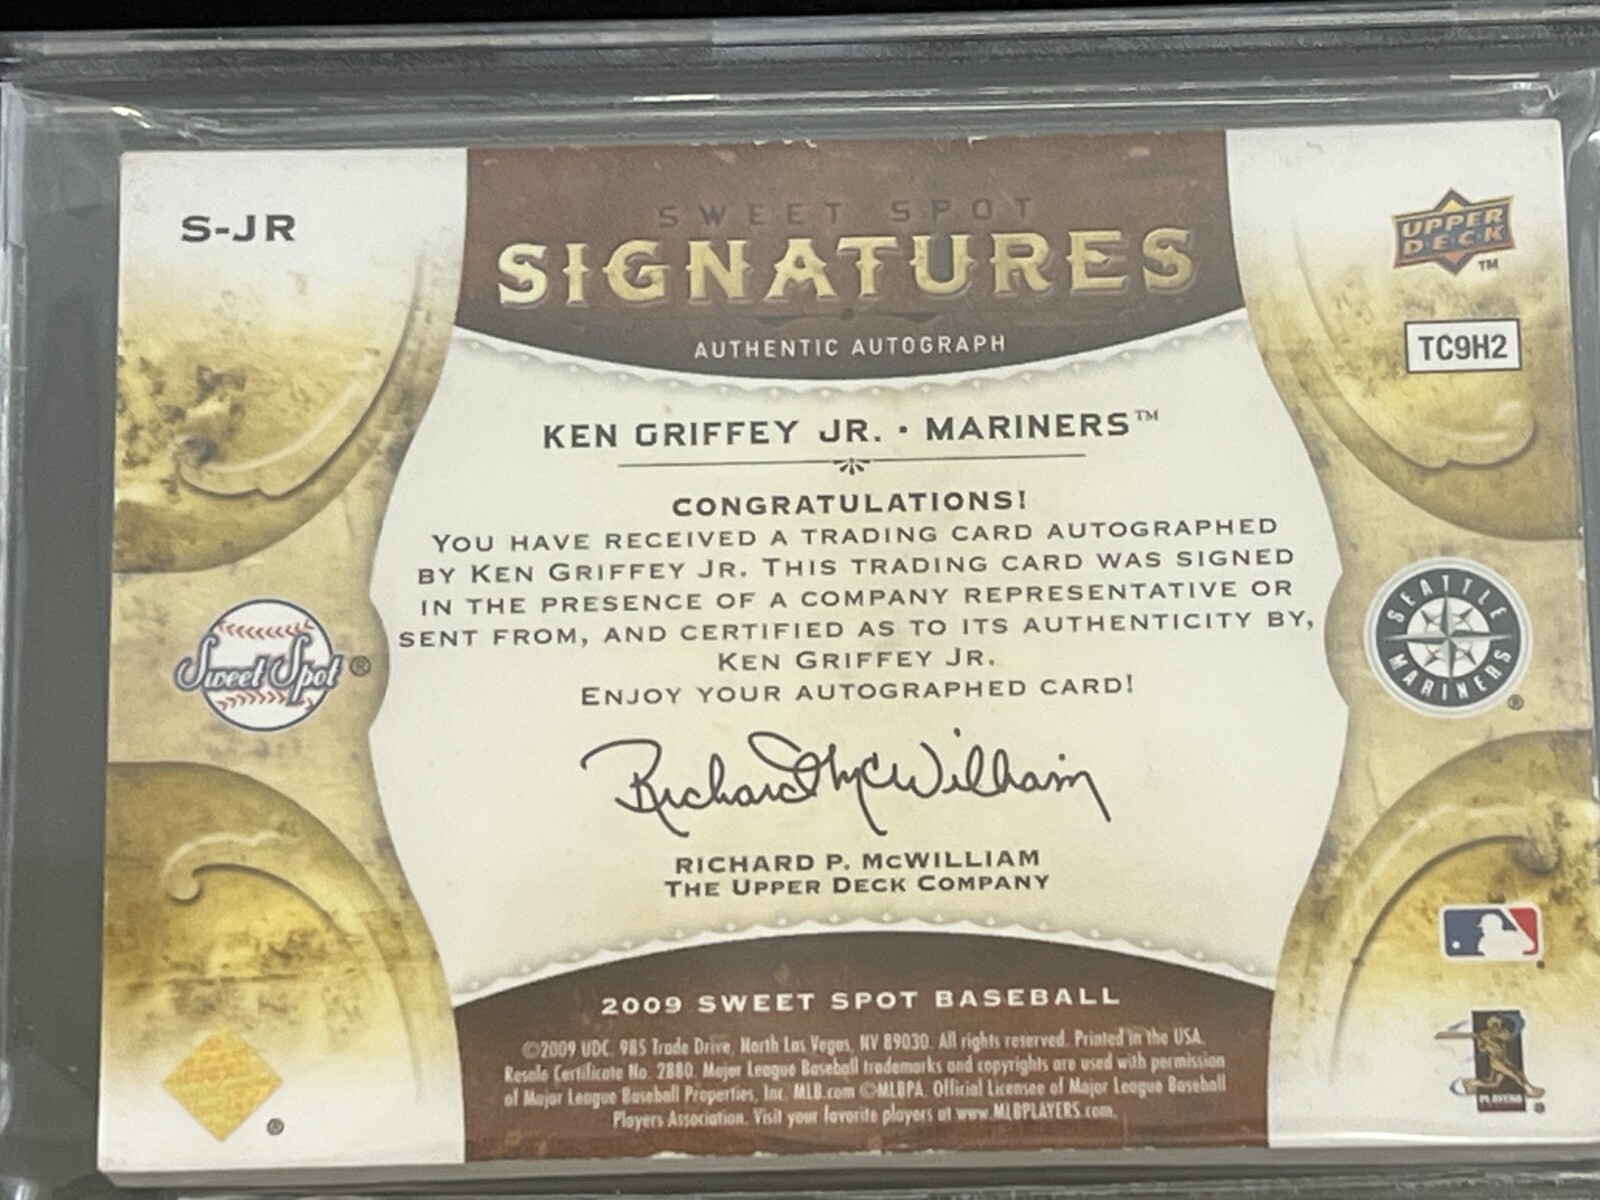 S-JR
SWEET SPOT
SIGNATURES
AUTHENTIC AUTOGRAPH
UPPER
DECK
TM
TC9H2
KEN GRIFFEY JR. • MARINERS™
CONGRATULATIONS!
YOU HAVE RECEIVED A TRADING CARD AUTOGRAPHED
BY KEN GRIFFEY JR. THIS TRADING CARD WAS SIGNED
IN THE PRESENCE OF A COMPANY REPRESENTATIVE OR
SENT FROM, AND CERTIFIED AS TO ITS AUTHENTICITY BY,
KEN GRIFFEY JR.
ENJOY YOUR AUTOGRAPHED CARD!
Sweet Spot®
SEATTLE
MARINERS
®
Richard McWilliam
RICHARD P. McWILLIAM
THE UPPER DECK COMPANY
2009 SWEET SPOT BASEBALL
©2009 UDC. 985 Trade Drive, North Las Vegas, NV 89030. All rights reserved. Printed in the USA.
Resale Certificate No. 2880. Major League Baseball trademarks and copyrights are used with permission
of Major League Baseball Properties, Inc. MLB.com ©MLBPA. Official Licensee of Major League Baseball
Players Association. Visit your favorite players at www.MLBPLAYERS.com.
PLAYERS
®
®